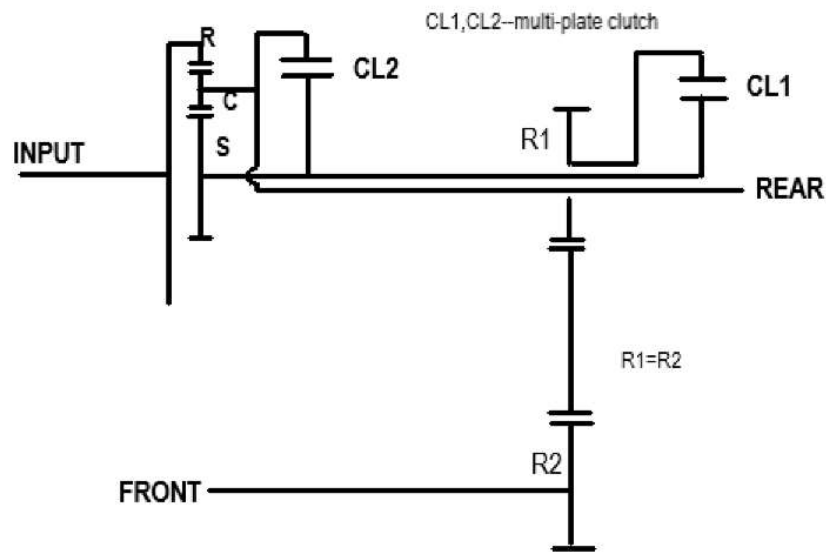 CL1,CL2--multi-plate clutch
R
CL2
CL1
C
R1
S
INPUT
REAR
R1=R2
R2
FRONT